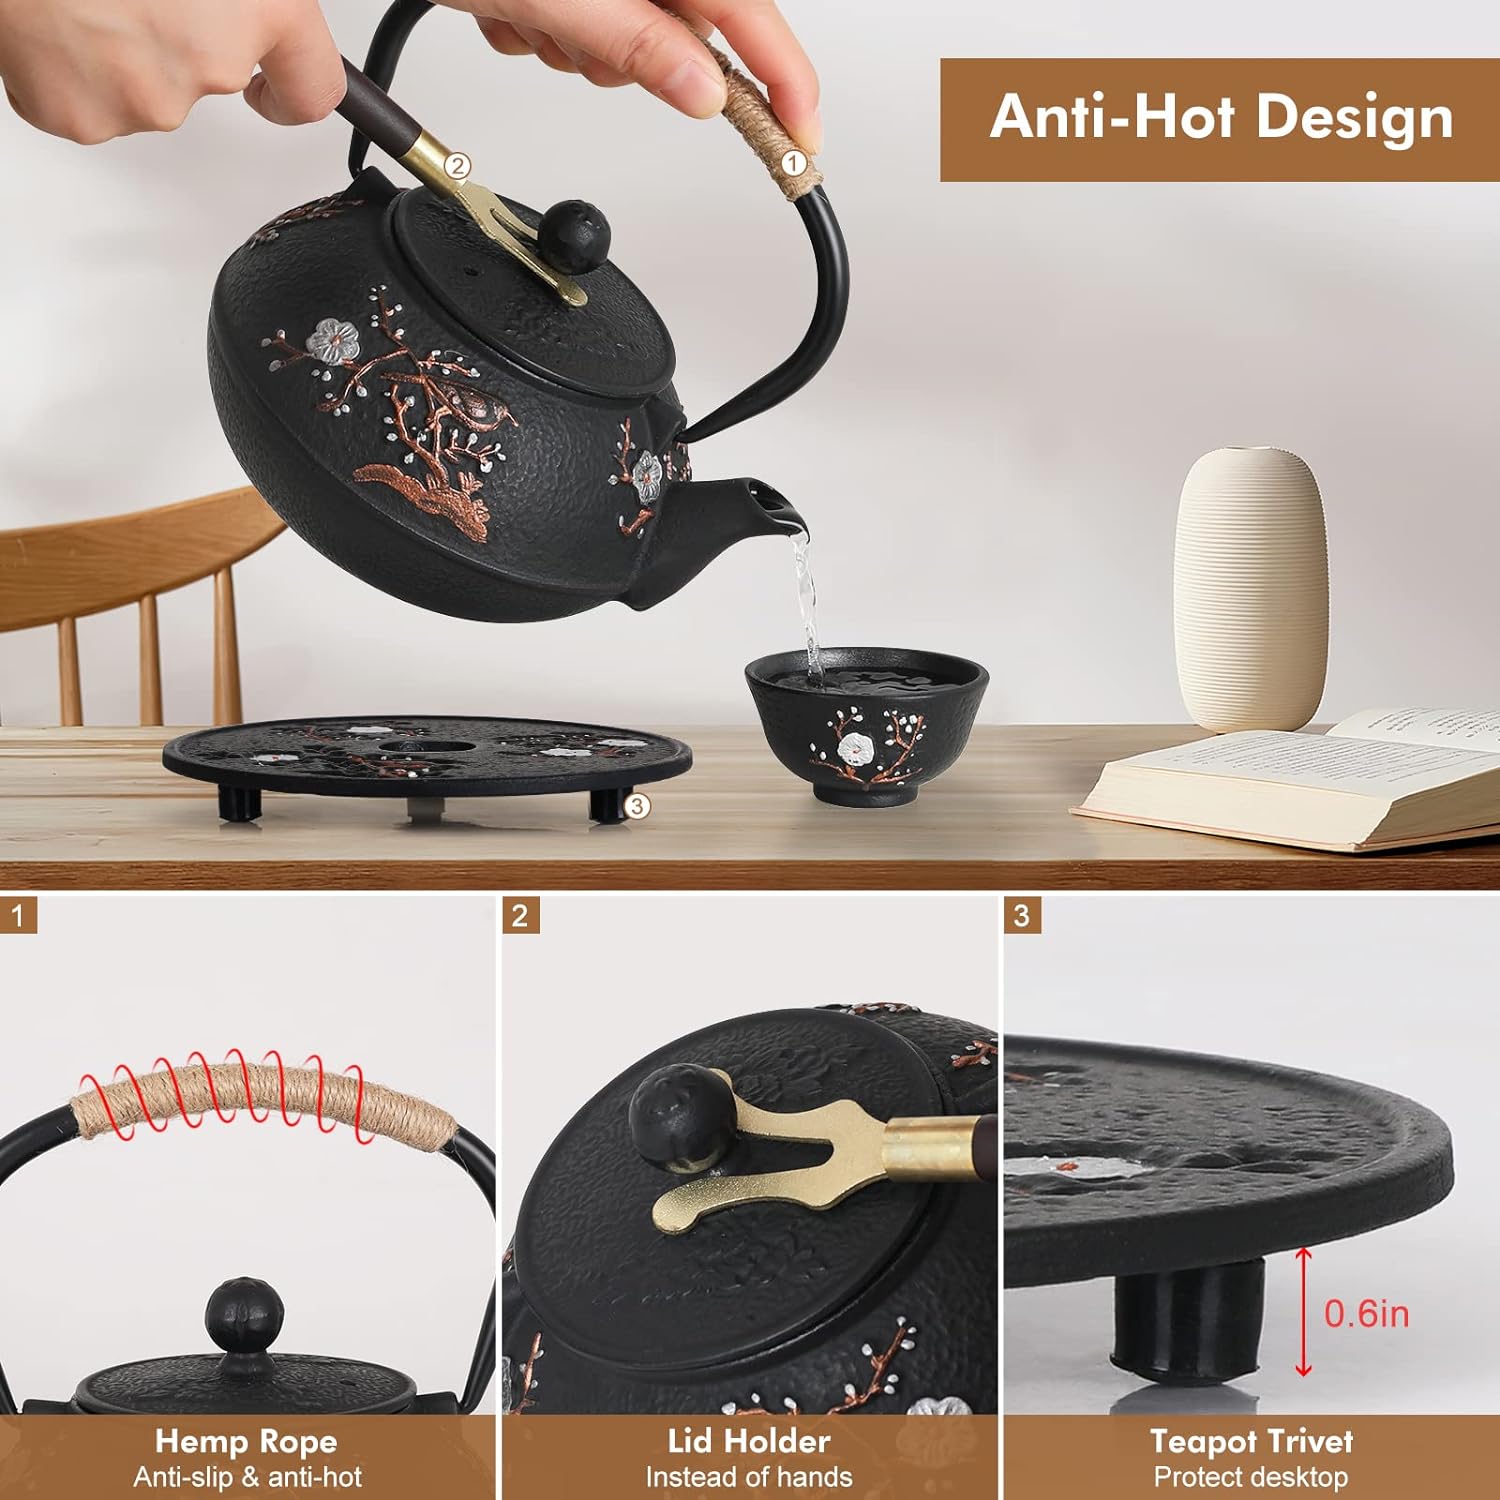 Anti-Hot Design
2
1
3
1
2
3
0.6in
Hemp Rope
Anti-slip & anti-hot
Lid Holder
Instead of hands
Teapot Trivet
Protect desktop